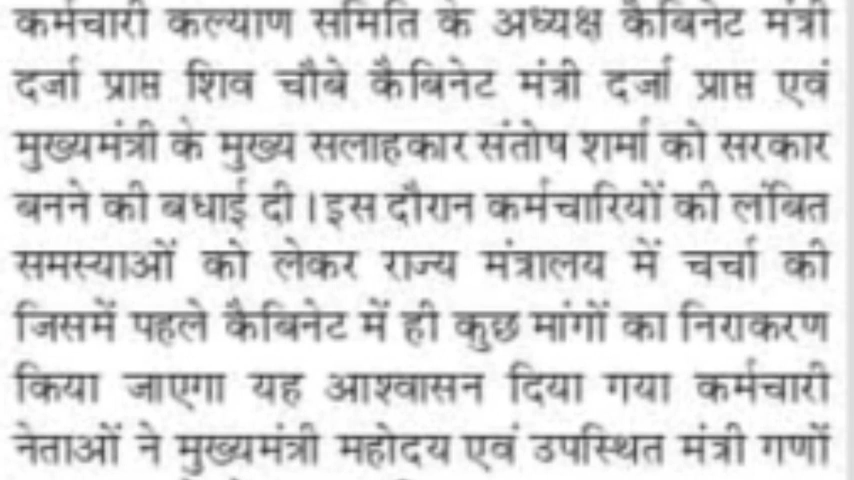 कर्मचारी कल्याण समिति के अध्यक्ष कैबिनेट मंत्री
दर्जा प्राप्त शिव चौबे कैबिनेट मंत्री दर्जा प्राप्त एवं
मुख्यमंत्री के मुख्य सलाहकार संतोष शर्मा को सरकार
बनने की बधाई दी । इस दौरान कर्मचारियों की लंबित
समस्याओं को लेकर राज्य मंत्रालय में चर्चा की
जिसमें पहले कैबिनेट में ही कुछ मांगों का निराकरण
किया जाएगा यह आश्वासन दिया गया कर्मचारी
नेताओं ने मुख्यमंत्री महोदय एवं उपस्थित मंत्री गणों